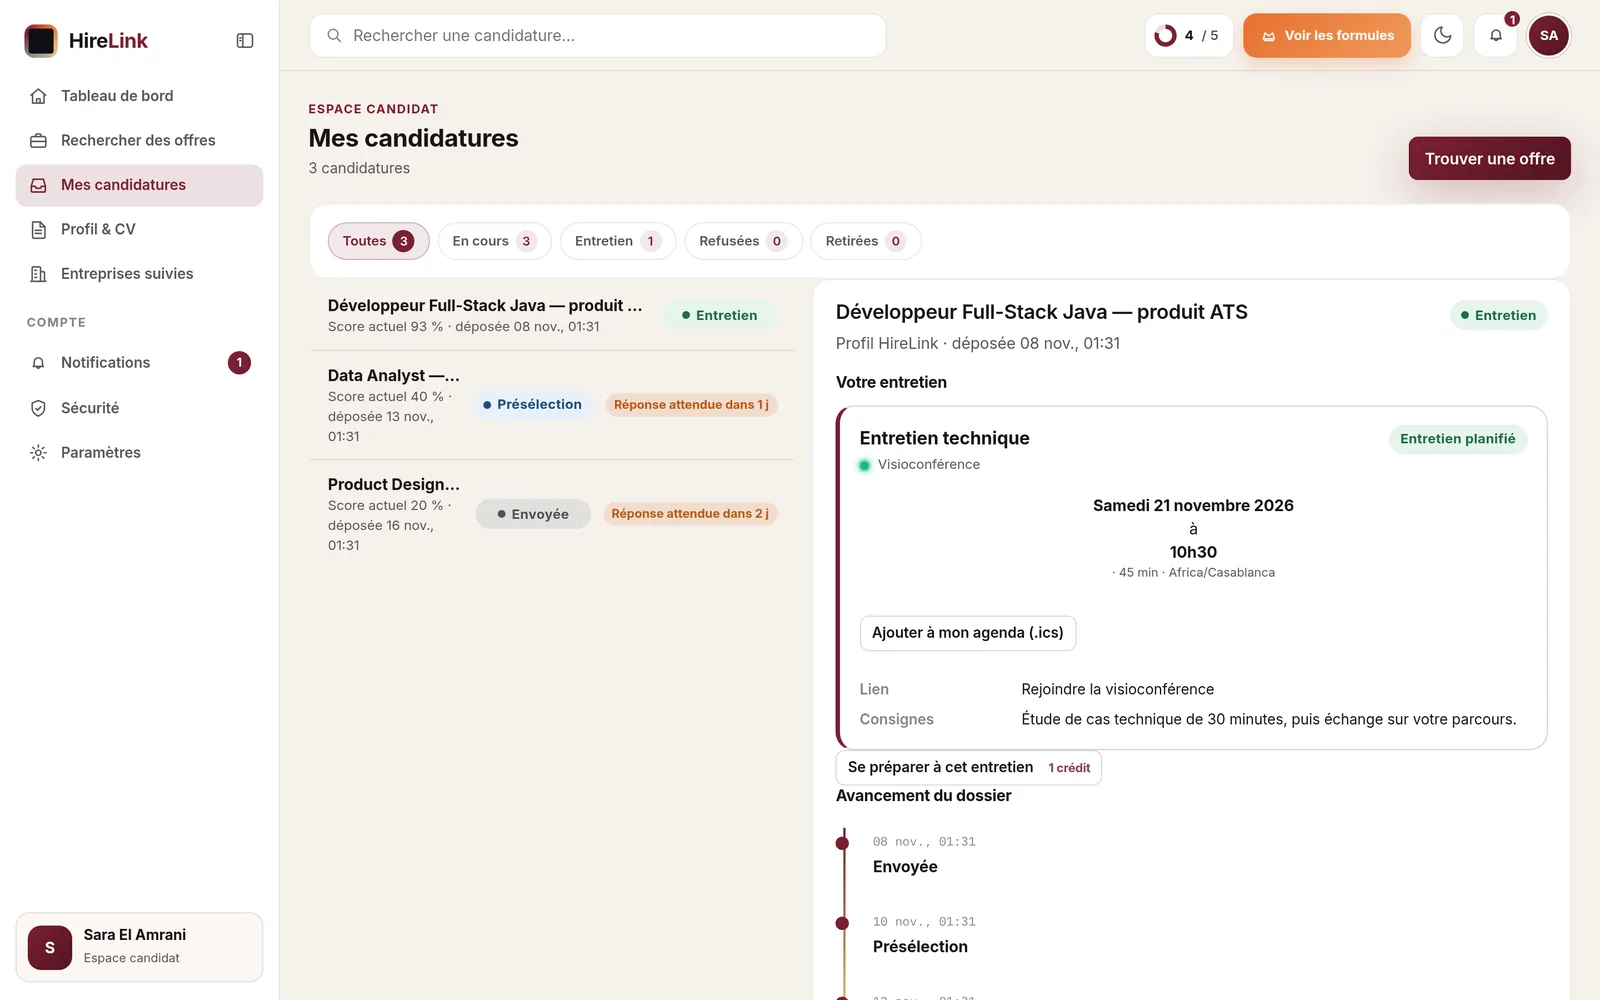 HireLink
Rechercher une candidature...
4 / 5
Voir les formules
1
SA
Tableau de bord
Rechercher des offres
Mes candidatures
Profil & CV
Entreprises suivies
COMPTE
Notifications 1
Sécurité
Paramètres
S
Sara El Amrani
Espace candidat
ESPACE CANDIDAT
Mes candidatures
3 candidatures
Trouver une offre
Toutes 3
En cours 3
Entretien 1
Refusées 0
Retirées 0
Développeur Full-Stack Java — produit ...
Score actuel 93 % · déposée 08 nov., 01:31
Entretien
Data Analyst —...
Score actuel 40 % ·
déposée 13 nov.,
01:31
Présélection
Réponse attendue dans 1 j
Product Design...
Score actuel 20 % ·
déposée 16 nov.,
01:31
Envoyée
Réponse attendue dans 2 j
Développeur Full-Stack Java — produit ATS
Entretien
Profil HireLink · déposée 08 nov., 01:31
Votre entretien
Entretien technique
Entretien planifié
Visioconférence
Samedi 21 novembre 2026
à
10h30
· 45 min · Africa/Casablanca
Ajouter à mon agenda (.ics)
Lien Rejoindre la visioconférence
Consignes Étude de cas technique de 30 minutes, puis échange sur votre parcours.
Se préparer à cet entretien 1 crédit
Avancement du dossier
08 nov., 01:31
Envoyée
10 nov., 01:31
Présélection